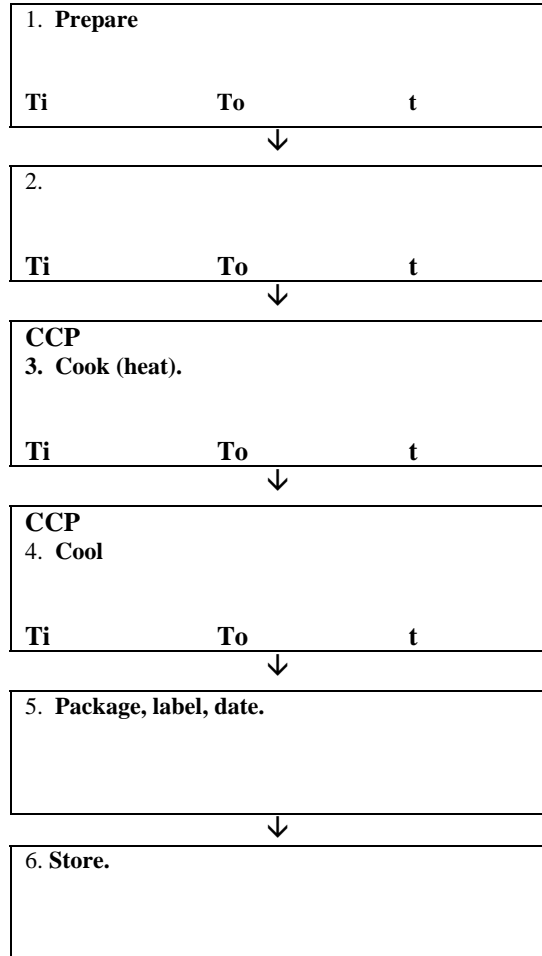 1. Prepare
Ti To t
↓
2.
Ti To t
↓
CCP
3. Cook (heat).
Ti To t
↓
CCP
4. Cool
Ti To t
↓
5. Package, label, date.
↓
6. Store.